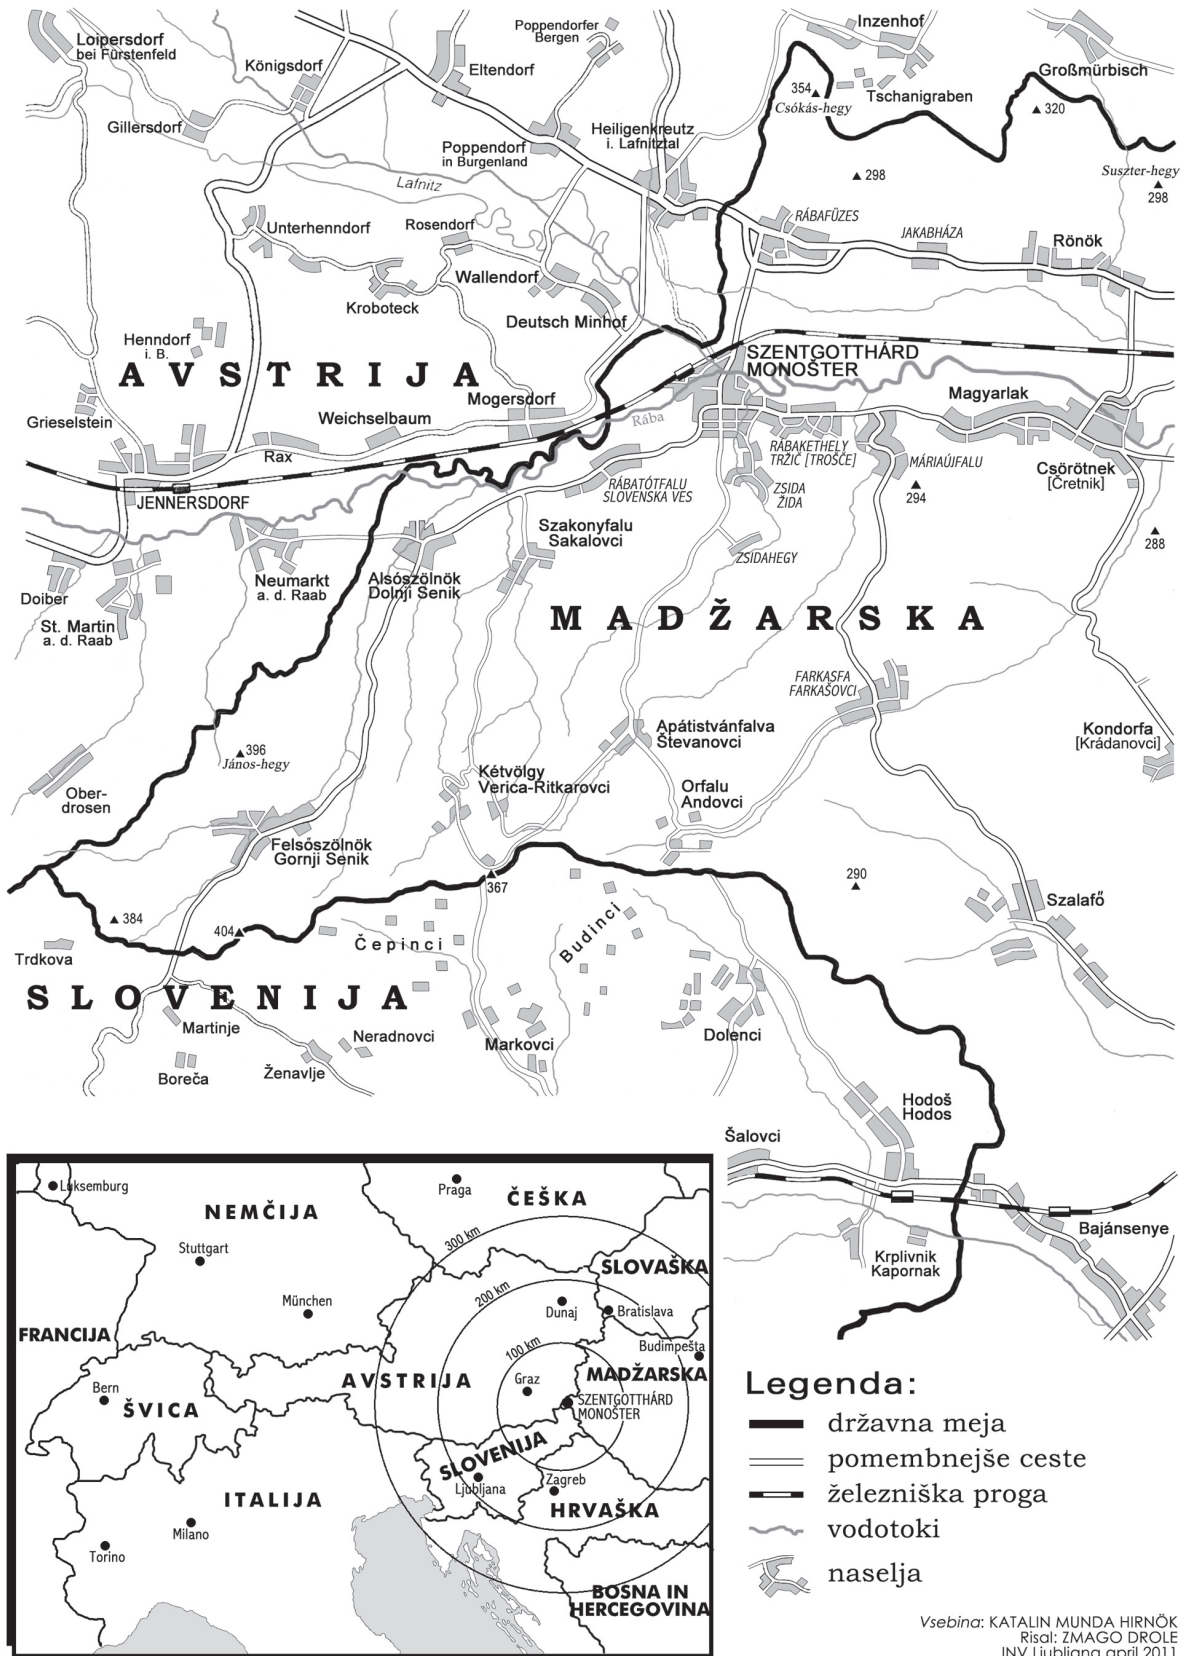 Loipersdorf
bei Fürstenfeld
Königsdorf
Gillersdorf
Eltendorf
Poppendorfer
Bergen
Poppendorf
in Burgenland
Heiligenkreutz
i. Lafnitztal
Inzenhof
354
Csókás-hegy
Tschanigraben
Großmürbisch
320
298
Suszter-hegy
298
Lafnitz
Unterhenndorf
Rosendorf
Wallendorf
Kroboteck
Deutsch Minhof
RÁBAFÜZES
JAKABHÁZA
Rönök
Henndorf
i. B.
AVSTRIJA
SZENTGOTTHÁRD
MONOŠTER
Grieselstein
Weichselbaum
Mogersdorf
Rába
Magyarlak
Rax
JENNERSDORF
RÁBATÓTFALU
SLOVENSKA VES
RÁBAKETHELY
TRŽIČ [TROŠČE]
ZSIDA
ŽIDA
MÁRIAÚJFALU
294
Csörötnek
[Čretnik]
288
Szakonyfalu
Sakalovci
ZSIDAHEGY
Doiber
St. Martin
a. d. Raab
Neumarkt
a. d. Raab
Alsószölnök
Dolnji Senik
MADŽARSKA
FARKASFA
FARKAŠOVCI
Kondorfa
[Krádanovci]
396
János-hegy
Ober-
drosen
Apátistvánfalva
Števanovci
Kétvölgy
Verica-Ritkarovci
Orfalu
Andovci
Felsőszölnök
Gornji Senik
367
290
Szalafő
384
404
Čepinci
Budinci
Trdkova
SLOVENIJA
Martinje
Neradnovci
Boreča
Ženavlje
Markovci
Dolenci
Hodoš
Hodos
Šalovci
Krplivnik
Kapornak
Bajánsenye
Luksemburg
NEMČIJA
Praga
ČEŠKA
Stuttgart
300 km
SLOVAŠKA
200 km
München
Dunaj
Bratislava
FRANCIJA
100 km
Budimpešta
Bern
ŠVICA
AVSTRIJA
Graz
MADŽARSKA
SZENTGOTTHÁRD
MONOŠTER
SLOVENIJA
Ljubljana
Zagreb
HRVAŠKA
ITALIJA
Milano
Torino
BOSNA IN
HERCEGOVINA
Legenda:
državna meja
pomembnejše ceste
železniška proga
vodotoki
naselja
Vsebina: KATALIN MUNDA HIRNÖK
Risal: ZMAGO DROLE
INV Ljubljana april 2011